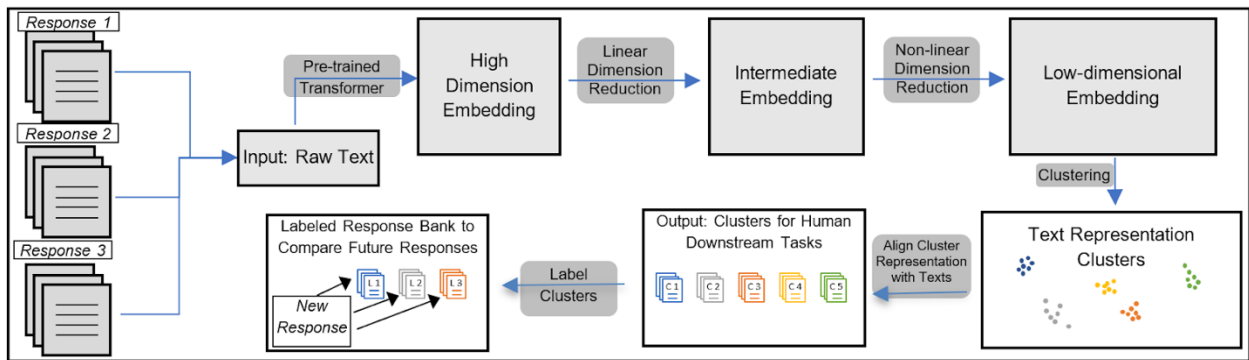 Response 1
Response 2
Response 3
Input: Raw Text
Pre-trained
Transformer
High
Dimension
Embedding
Linear
Dimension
Reduction
Intermediate
Embedding
Non-linear
Dimension
Reduction
Low-dimensional
Embedding
Clustering
Text Representation
Clusters
Align Cluster
Representation
with Texts
Output: Clusters for Human
Downstream Tasks
C 1
C 2
C 3
C 4
C 5
Label
Clusters
Labeled Response Bank to
Compare Future Responses
L 1
L 2
L 3
New
Response